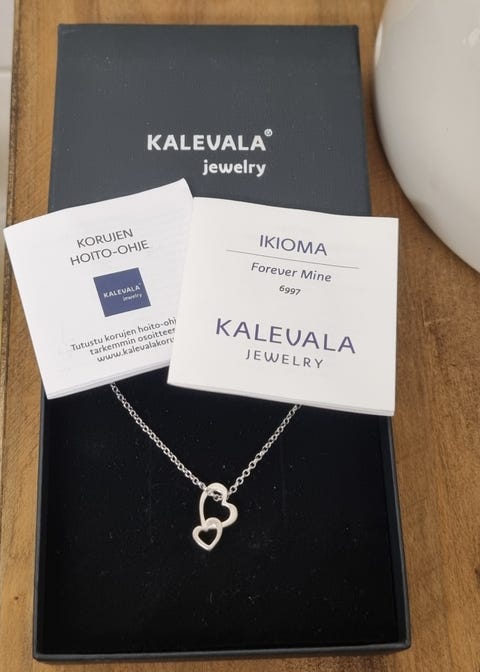 KALEVALA®
jewelry
KORUJEN
HOITO-OHJE
KALEVALA
jewelry
Tutustu korujen hoito-ohj
tarkemmin osoittees
www.kalevalakoru
IKIOMA
Forever Mine
6997
KALEVALA
JEWELRY